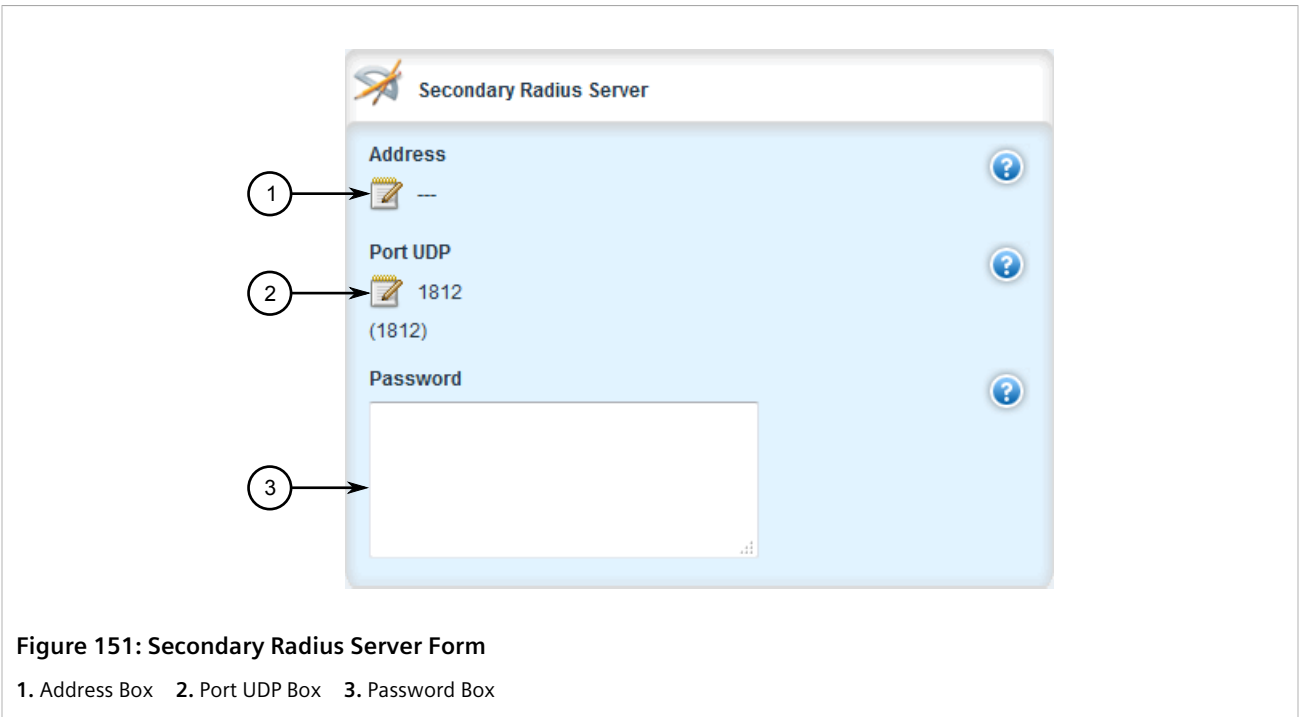 Secondary Radius Server
Address
1
---
Port UDP
2
1812
(1812)
Password
3
Figure 151: Secondary Radius Server Form
1. Address Box 2. Port UDP Box 3. Password Box